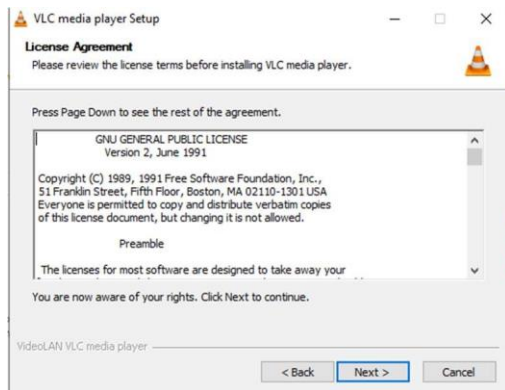 VLC media player Setup
License Agreement
Please review the license terms before installing VLC media player.
Press Page Down to see the rest of the agreement.
GNU GENERAL PUBLIC LICENSE
Version 2, June 1991
Copyright (C) 1989, 1991 Free Software Foundation, Inc.,
51 Franklin Street, Fifth Floor, Boston, MA 02110-1301 USA
Everyone is permitted to copy and distribute verbatim copies
of this license document, but changing it is not allowed.
Preamble
The licenses for most software are designed to take away your
You are now aware of your rights. Click Next to continue.
VideoLAN VLC media player
< Back Next > Cancel